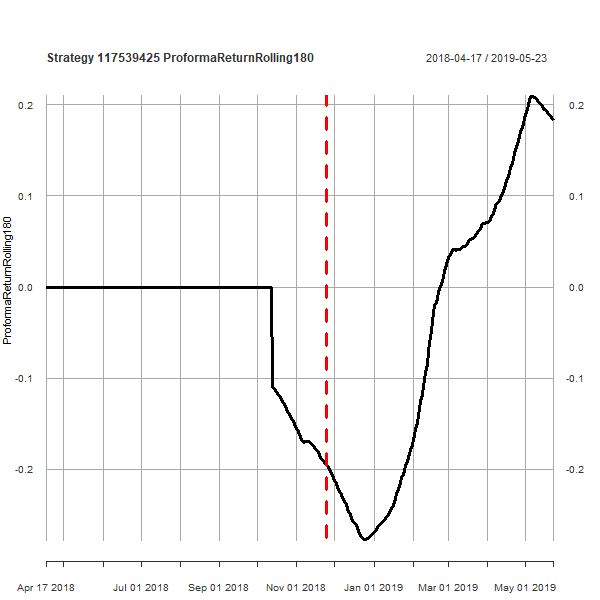 Strategy 117539425 ProformaReturnRolling180
2018-04-17 / 2019-05-23
ProformaReturnRolling180
0.2
0.1
0.0
-0.1
-0.2
0.2
0.1
0.0
-0.1
-0.2
Apr 17 2018
Jul 01 2018
Sep 01 2018
Nov 01 2018
Jan 01 2019
Mar 01 2019
May 01 2019